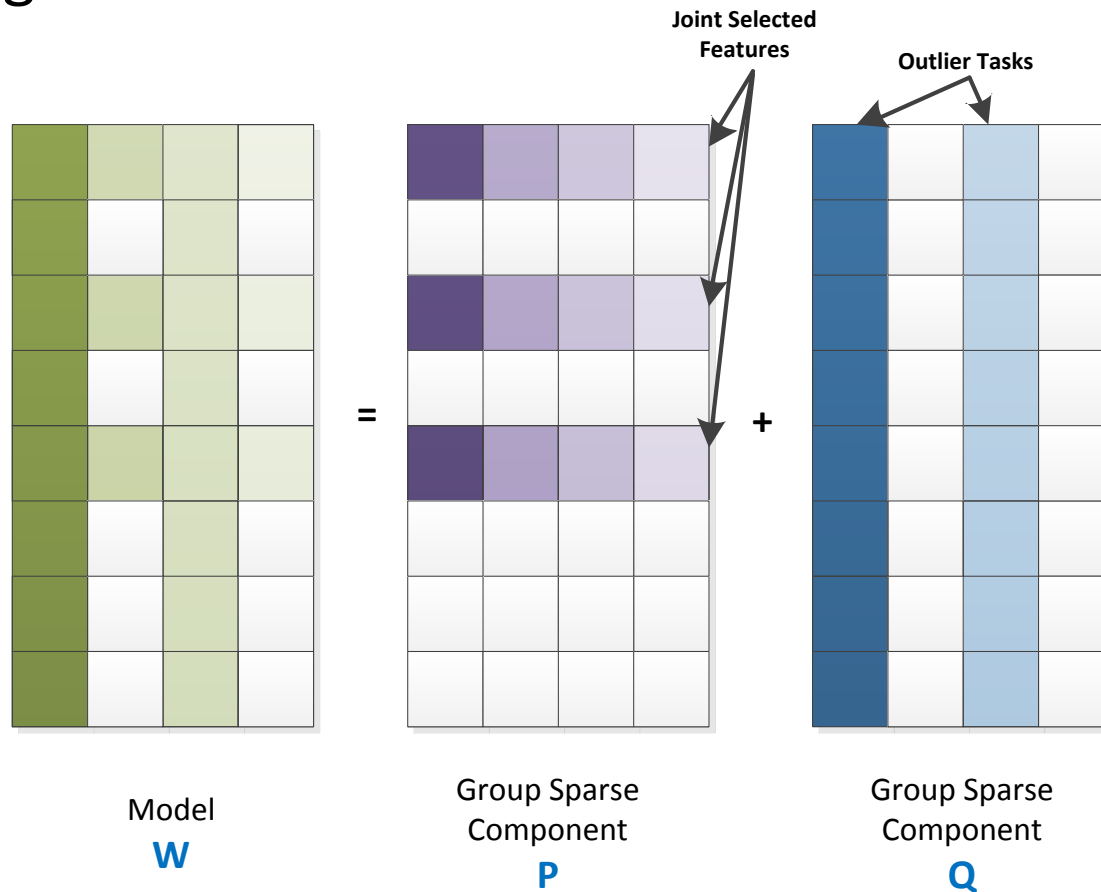 g
Joint Selected
Features
Outlier Tasks
=
+
Model
W
Group Sparse
Component
P
Group Sparse
Component
Q